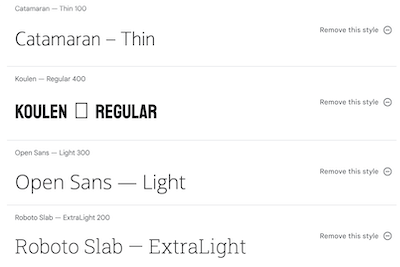 Catamaran — Thin 100
Remove this style
Catamaran – Thin
Koulen — Regular 400
Remove this style
KOULEN □ REGULAR
Open Sans — Light 300
Remove this style
Open Sans — Light
Roboto Slab — ExtraLight 200
Remove this style
Roboto Slab — ExtraLight